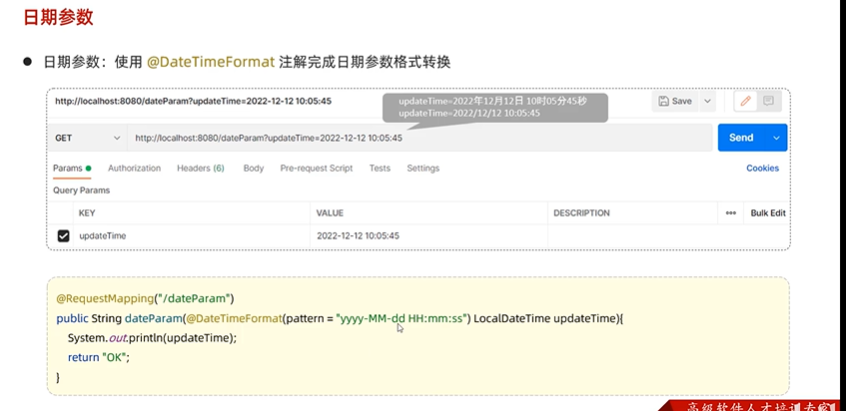 日期参数
日期参数：使用 @DateTimeFormat 注解完成日期参数格式转换
http://localhost:8080/dateParam?updateTime=2022-12-12 10:05:45
updateTime=2022年12月12日 10时05分45秒
updateTime=2022/12/12 10:05:45
Save
GET http://localhost:8080/dateParam?updateTime=2022-12-12 10:05:45 Send
Params Authorization Headers (6) Body Pre-request Script Tests Settings Cookies
Query Params
KEY VALUE DESCRIPTION ••• Bulk Edit
updateTime 2022-12-12 10:05:45
@RequestMapping("/dateParam")
public String dateParam(@DateTimeFormat(pattern = "yyyy-MM-dd HH:mm:ss") LocalDateTime updateTime){
System.out.println(updateTime);
return "OK";
}
高级软件人才培训专家